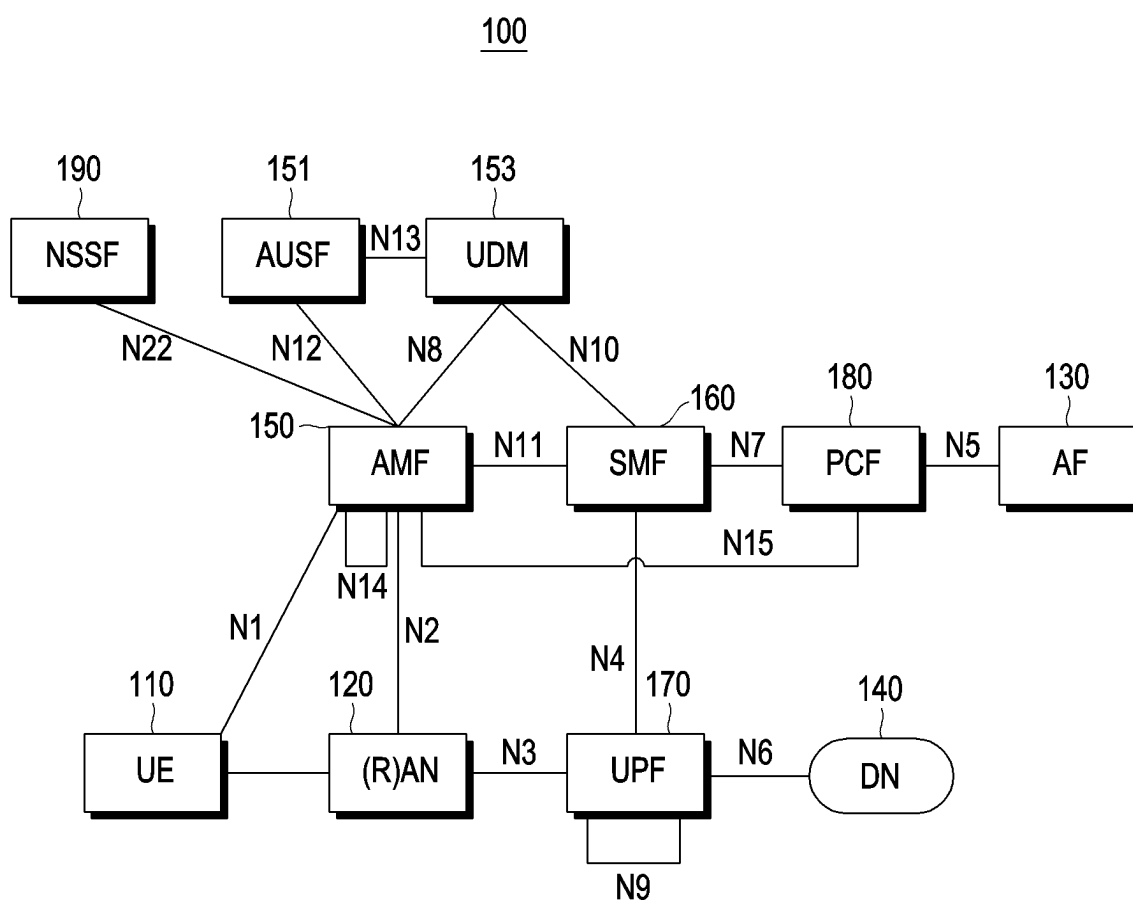 100
190 151 153
NSSF AUSF N13 UDM
N22 N12 N8 N10
150 160 180 130
AMF N11 SMF N7 PCF N5 AF
N15
N14
N1 N2 N4
110 120 170 140
UE (R)AN N3 UPF N6 DN
N9